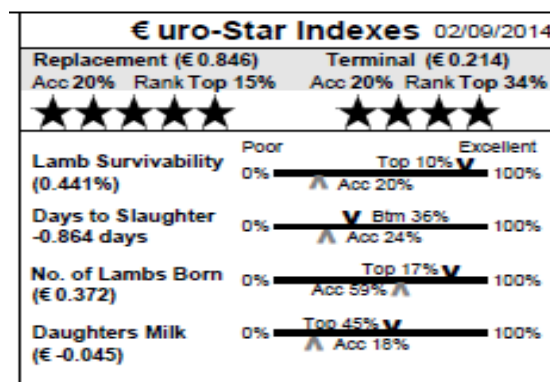 € uro-Star Indexes 02/09/2014
Replacement (€ 0.846) Terminal (€ 0.214)
Acc 20% Rank Top 15% Acc 20% Rank Top 34%
Poor Excellent
Lamb Survivability 0% Top 10% 100%
(0.441%) Acc 20%
Days to Slaughter 0% Btm 36% 100%
-0.864 days Acc 24%
No. of Lambs Born 0% Top 17% 100%
(€ 0.372) Acc 59%
Daughters Milk 0% Top 45% 100%
(€ -0.045) Acc 18%